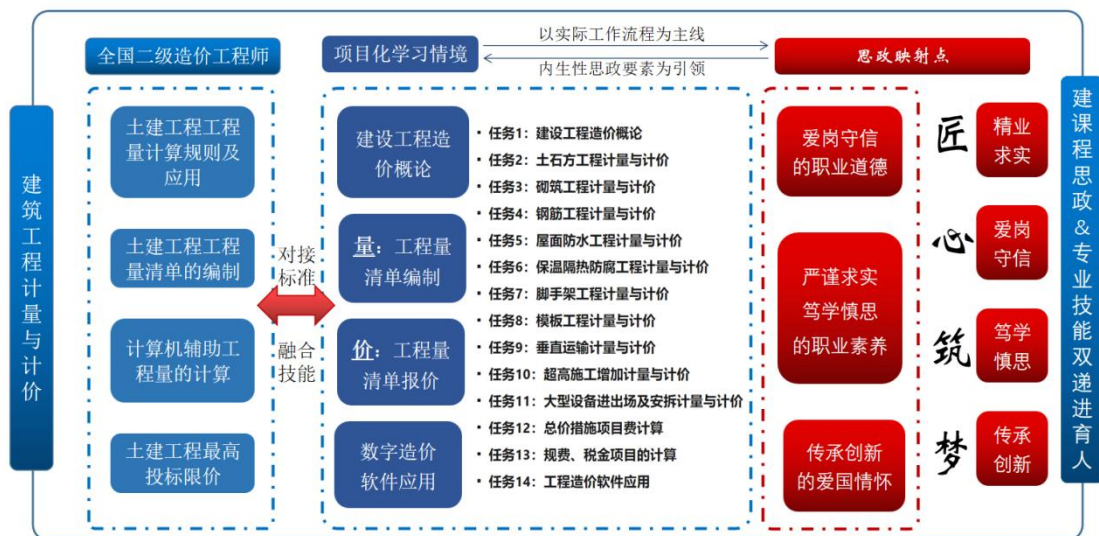 建筑工程计量与计价
全国二级造价工程师
土建工程工程
量计算规则及
应用
土建工程工程
量清单的编制
计算机辅助工
程量的计算
土建工程最高
投标限价
对接
标准
融合
技能
项目化学习情境
以实际工作流程为主线
内生性思政要素为引领
建设工程造
价概论
量：工程量
清单编制
价：工程量
清单报价
数字造价
软件应用
• 任务1：建设工程造价概论
• 任务2：土石方工程计量与计价
• 任务3：砌筑工程计量与计价
• 任务4：钢筋工程计量与计价
• 任务5：屋面防水工程计量与计价
• 任务6：保温隔热防腐工程计量与计价
• 任务7：脚手架工程计量与计价
• 任务8：模板工程计量与计价
• 任务9：垂直运输计量与计价
• 任务10：超高施工增加计量与计价
• 任务11：大型设备进出场及安拆计量与计价
• 任务12：总价措施项目费计算
• 任务13：规费、税金项目的计算
• 任务14：工程造价软件应用
思政映射点
爱岗守信
的职业道德
严谨求实
笃学慎思
的职业素养
传承创新
的爱国情怀
匠
心
筑
梦
精业
求实
爱岗
守信
笃学
慎思
传承
创新
建课程思政&专业技能双递进育人